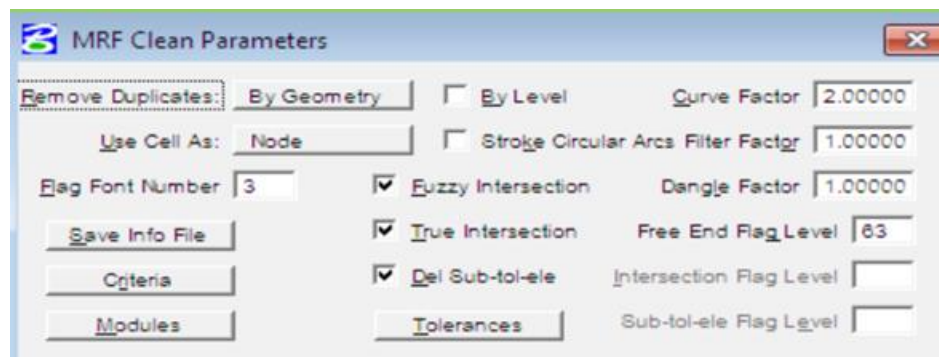 MRF Clean Parameters
Remove Duplicates: By Geometry By Level Curve Factor 2.00000
Use Cell As: Node Stroke Circular Arcs Filter Factor 1.00000
Flag Font Number 3 Fuzzy Intersection Dangle Factor 1.00000
Save Info File True Intersection Free End Flag Level 63
Criteria Del Sub-tol-ele Intersection Flag Level
Modules Tolerances Sub-tol-ele Flag Level